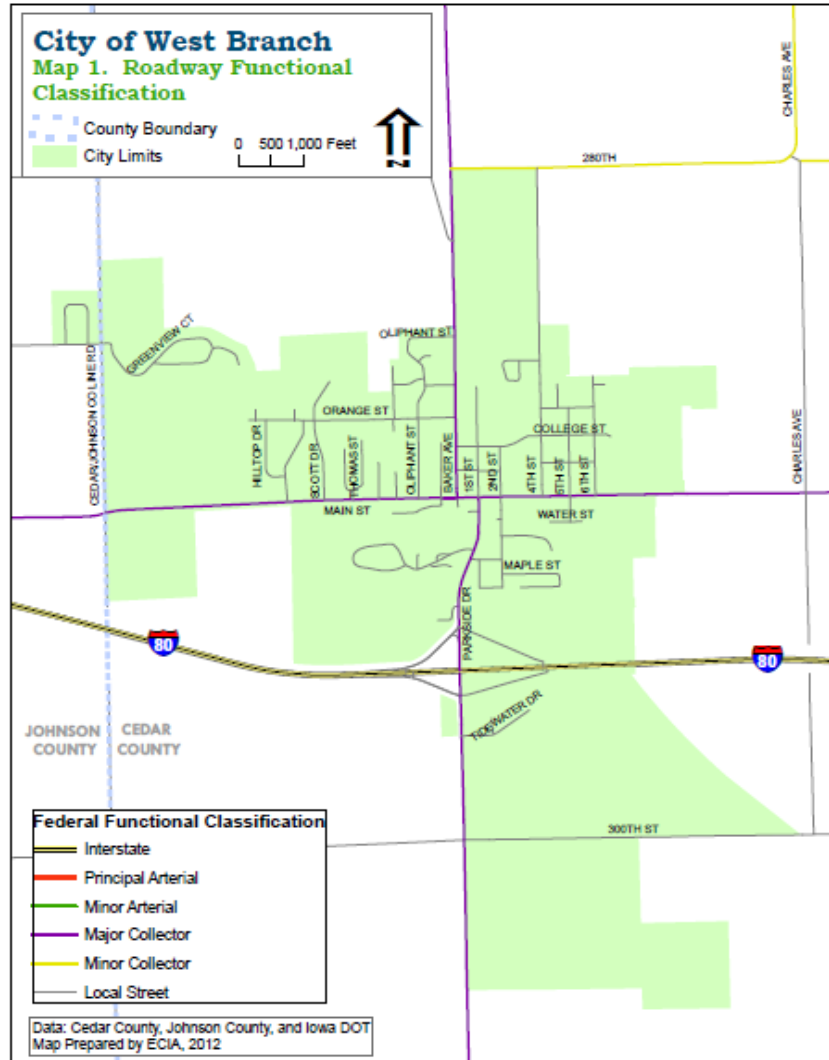 City of West Branch
Map 1. Roadway Functional
Classification
County Boundary
City Limits
0 500 1,000 Feet
N
CHARLES AVE
280TH
OLIPHANT ST
GREENVIEW CT
CEDAR/JOHNSON CO LINE RD
ORANGE ST
HILLTOP DR
SCOTT DR
THOMAS ST
OLIPHANT ST
BAKER AVE
1ST ST
2ND ST
4TH ST
5TH ST
6TH ST
COLLEGE ST
CHARLES AVE
MAIN ST
WATER ST
MAPLE ST
PARKSIDE DR
80
80
TIDEWATER DR
JOHNSON
COUNTY
CEDAR
COUNTY
300TH ST
Federal Functional Classification
Interstate
Principal Arterial
Minor Arterial
Major Collector
Minor Collector
Local Street
Data: Cedar County, Johnson County, and Iowa DOT
Map Prepared by ECIA, 2012